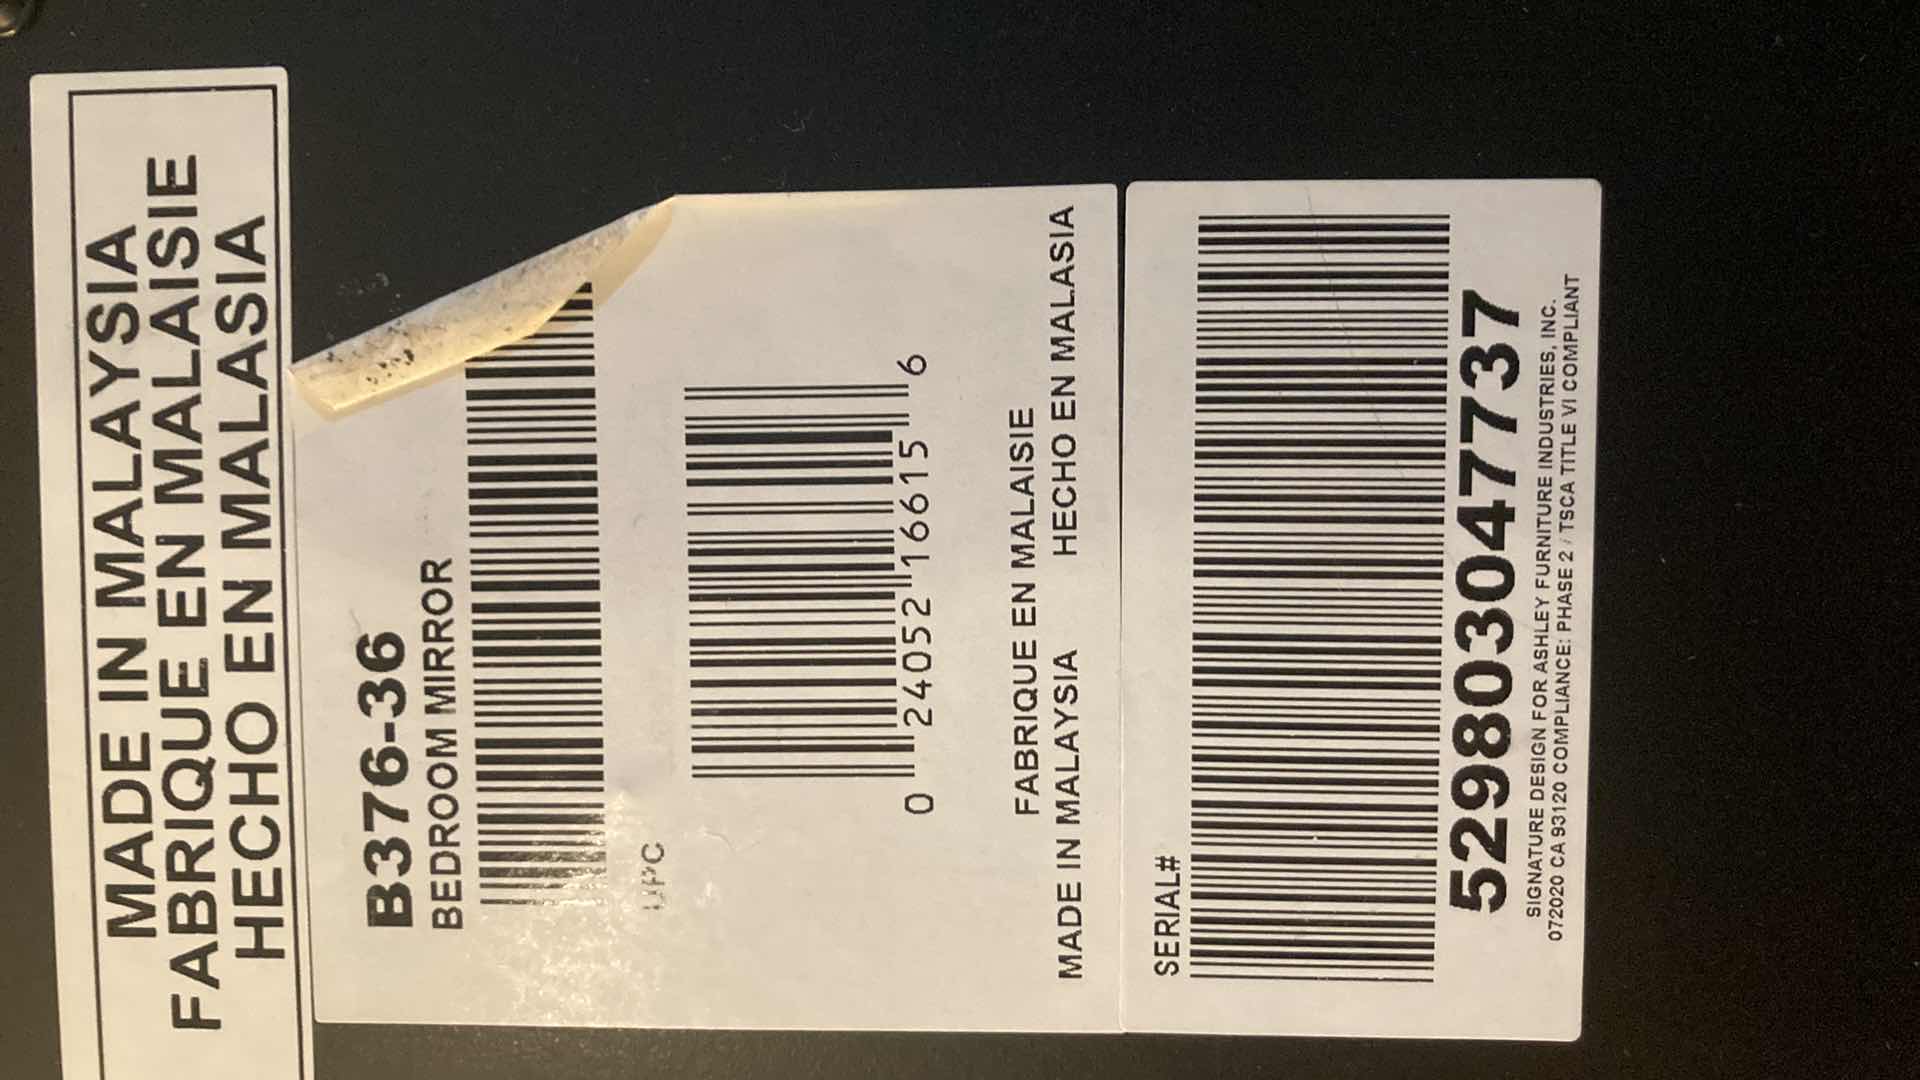 MADE IN MALAYSIA
FABRIQUE EN MALAISIE
HECHO EN MALASIA
B376-36
BEDROOM MIRROR
UPC
0 24052 16615 6
FABRIQUE EN MALAISIE
MADE IN MALAYSIA HECHO EN MALASIA
SERIAL#
529803047737
SIGNATURE DESIGN FOR ASHLEY FURNITURE INDUSTRIES, INC.
072020 CA 93120 COMPLIANCE: PHASE 2 / TSCA TITLE VI COMPLIANT